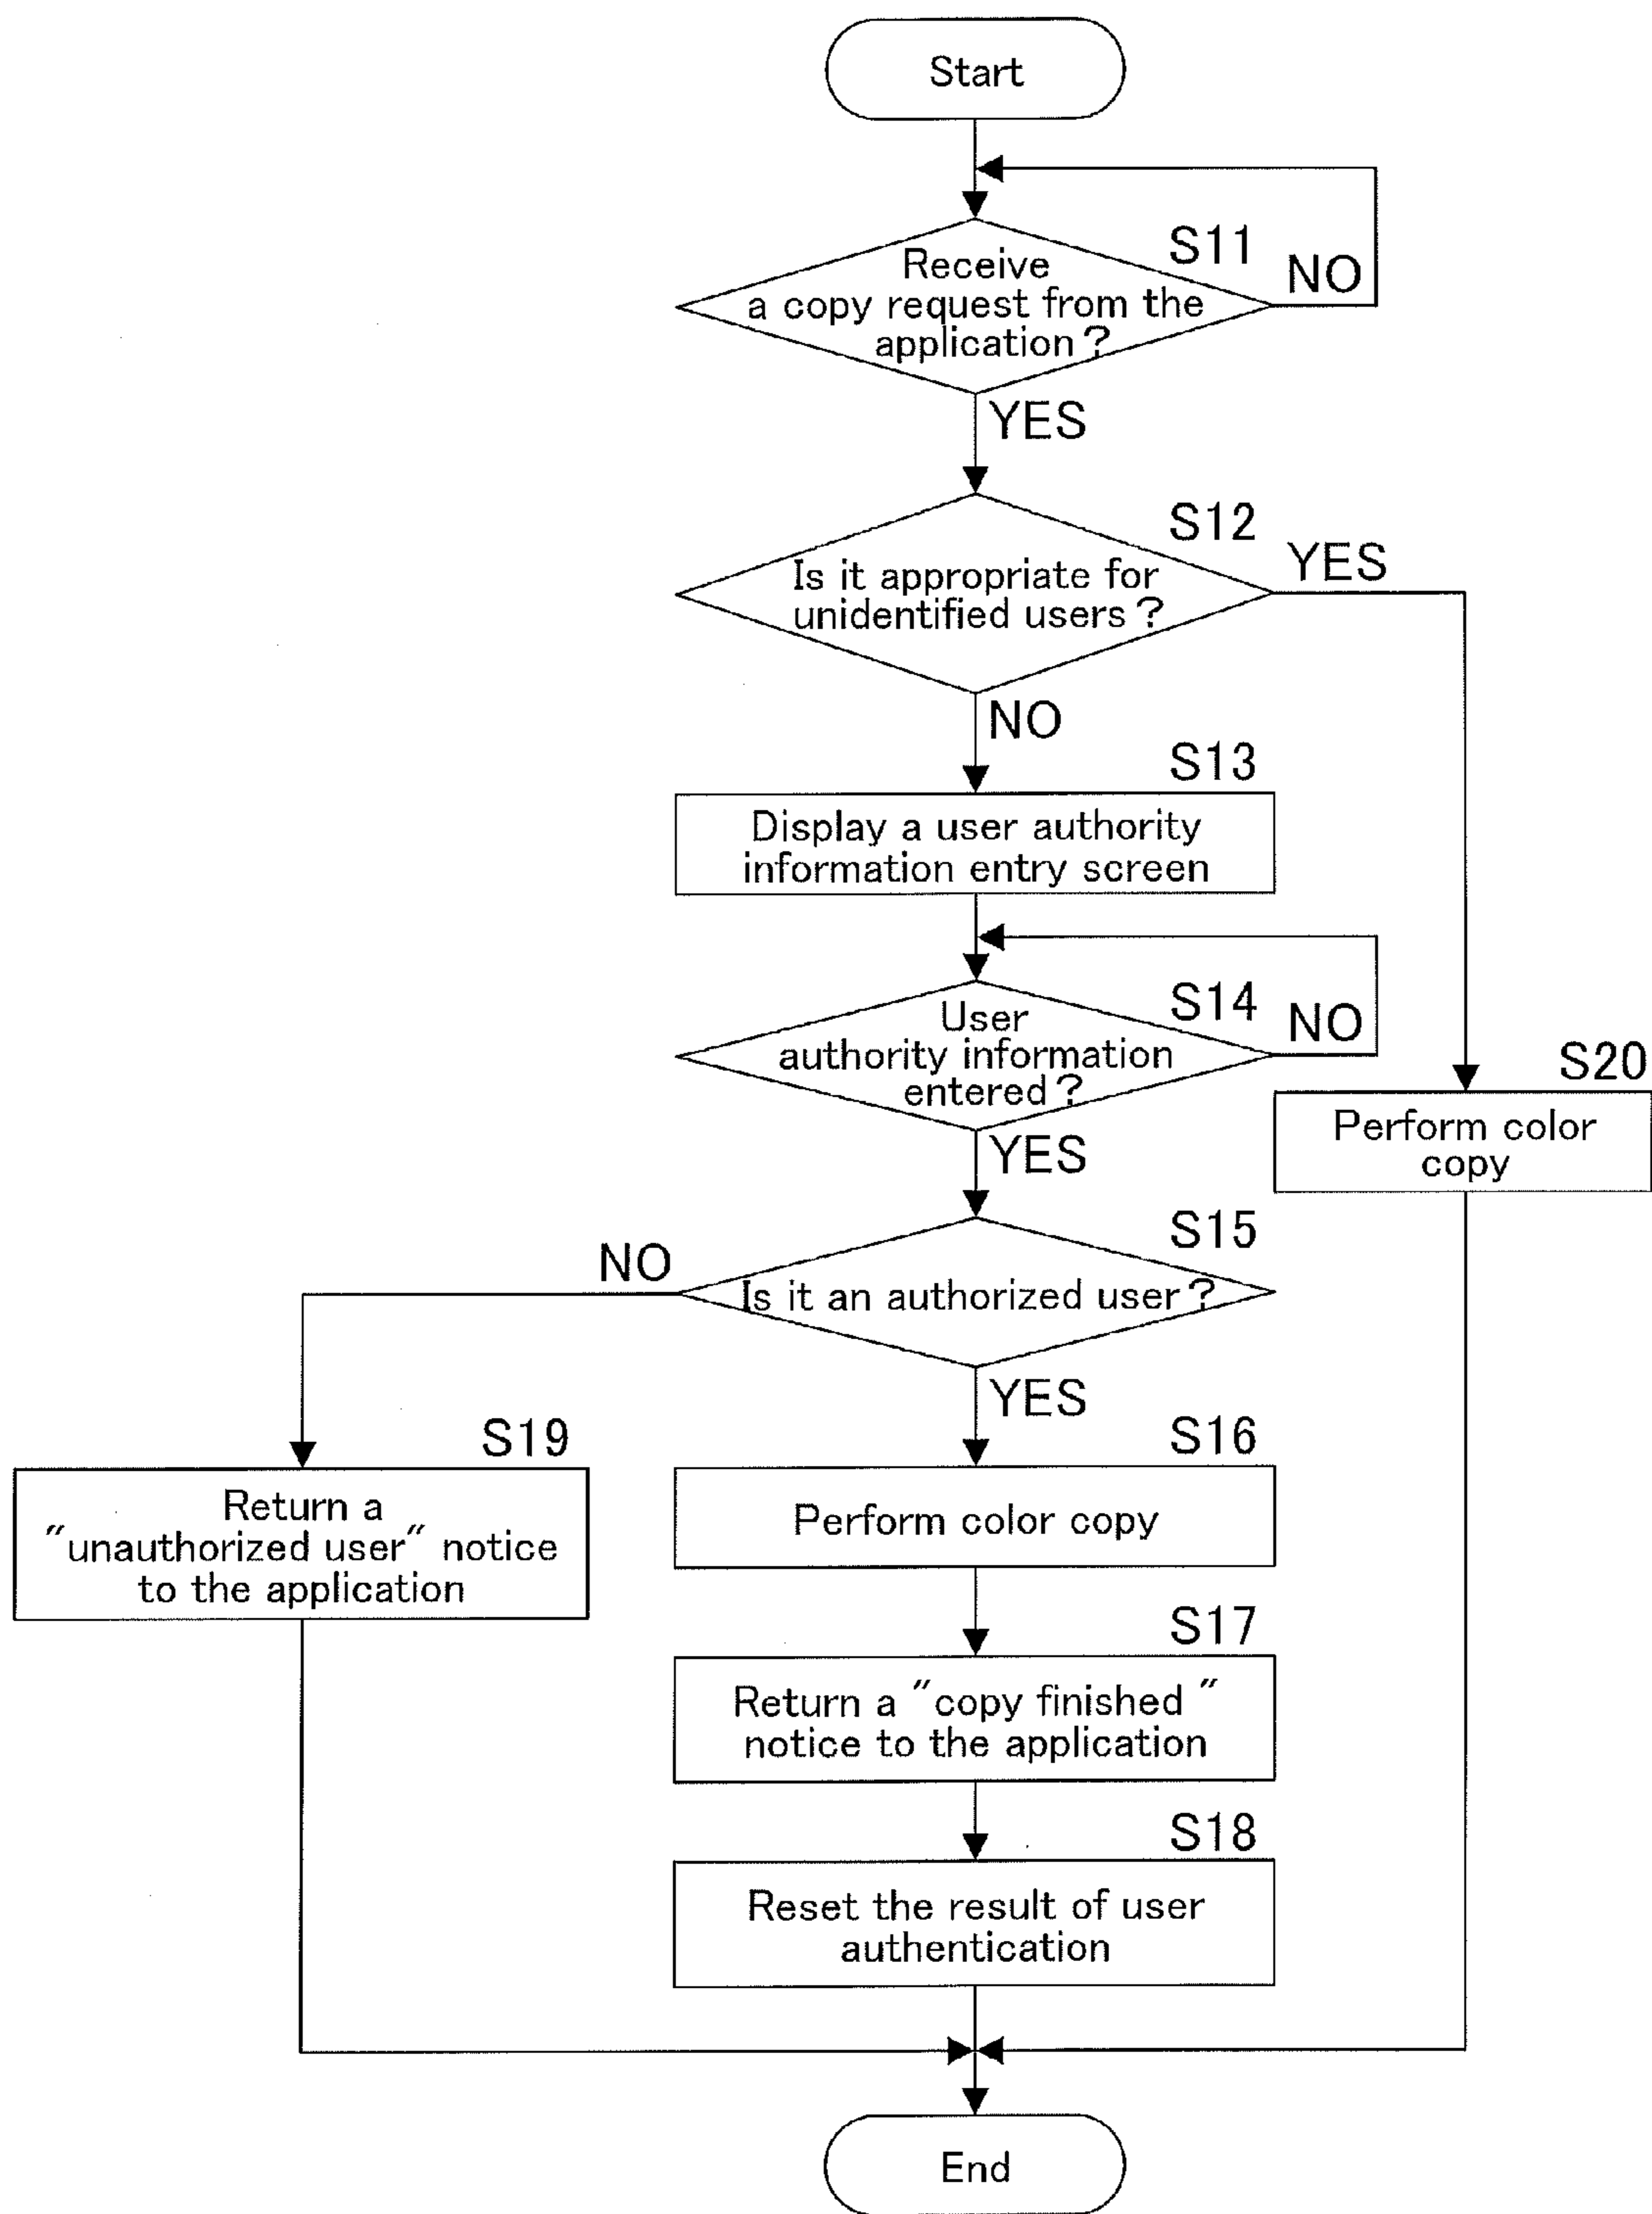 Start
S11
Receive
a copy request from the
application?
NO
YES
S12
Is it appropriate for
unidentified users?
YES
NO
S13
Display a user authority
information entry screen
S14
User
authority information
entered?
NO
YES
S20
Perform color
copy
S15
Is it an authorized user?
NO
YES
S19
Return a
"unauthorized user" notice
to the application
S16
Perform color copy
S17
Return a "copy finished "
notice to the application
S18
Reset the result of user
authentication
End